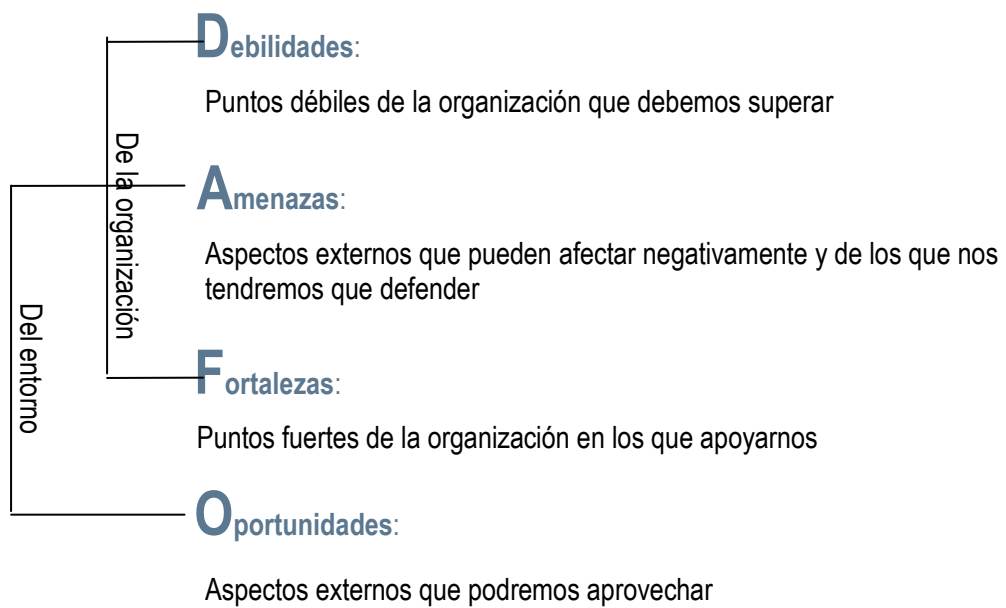 Debilidades:
Puntos débiles de la organización que debemos superar
De la organización
Amenazas:
Aspectos externos que pueden afectar negativamente y de los que nos
tendremos que defender
Del entorno
Fortalezas:
Puntos fuertes de la organización en los que apoyarnos
Oportunidades:
Aspectos externos que podremos aprovechar